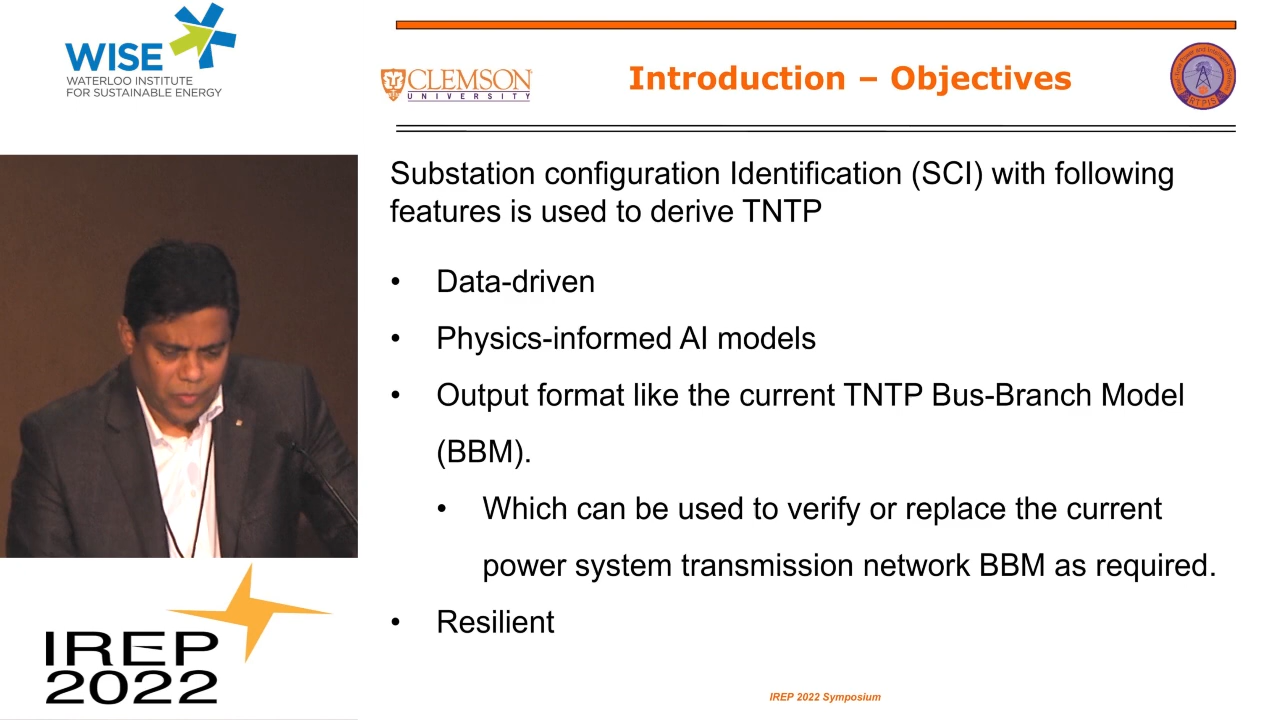 WISE
WATERLOO INSTITUTE
FOR SUSTAINABLE ENERGY
CLEMSON
UNIVERSITY
Introduction – Objectives
RTPIS
Substation configuration Identification (SCI) with following
features is used to derive TNTP
• Data-driven
• Physics-informed AI models
• Output format like the current TNTP Bus-Branch Model
(BBM).
• Which can be used to verify or replace the current
power system transmission network BBM as required.
• Resilient
IREP
2022
IREP 2022 Symposium